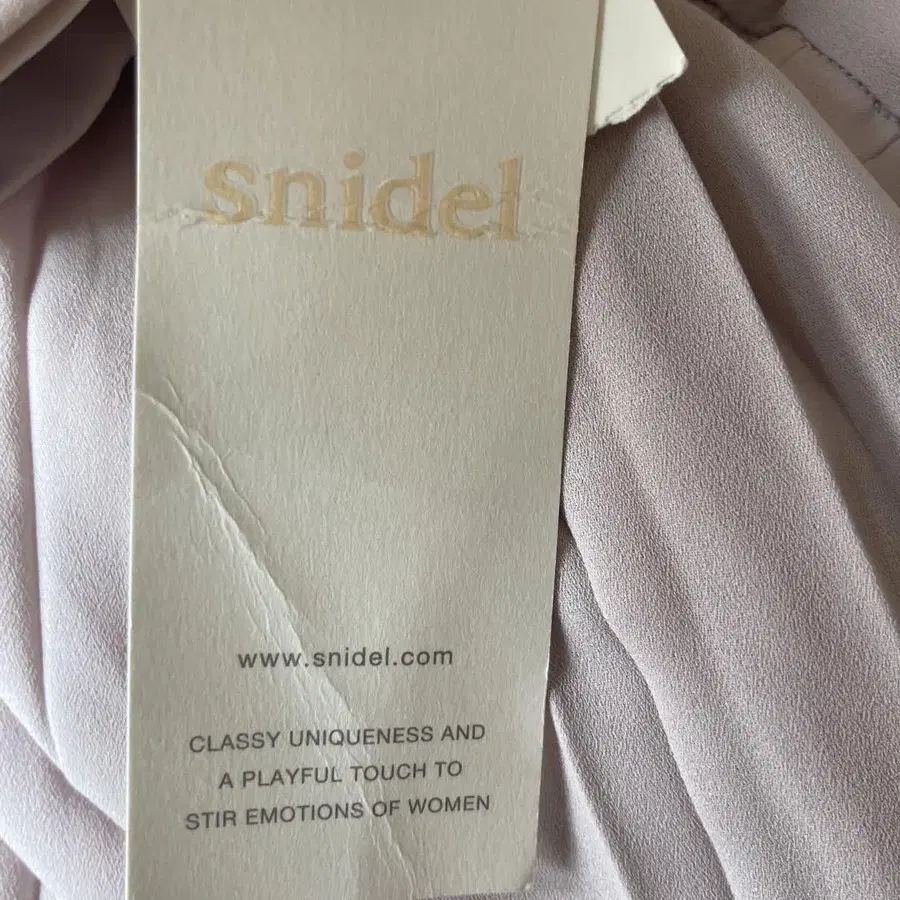 snidel
www.snidel.com
CLASSY UNIQUENESS AND
A PLAYFUL TOUCH TO
STIR EMOTIONS OF WOMEN